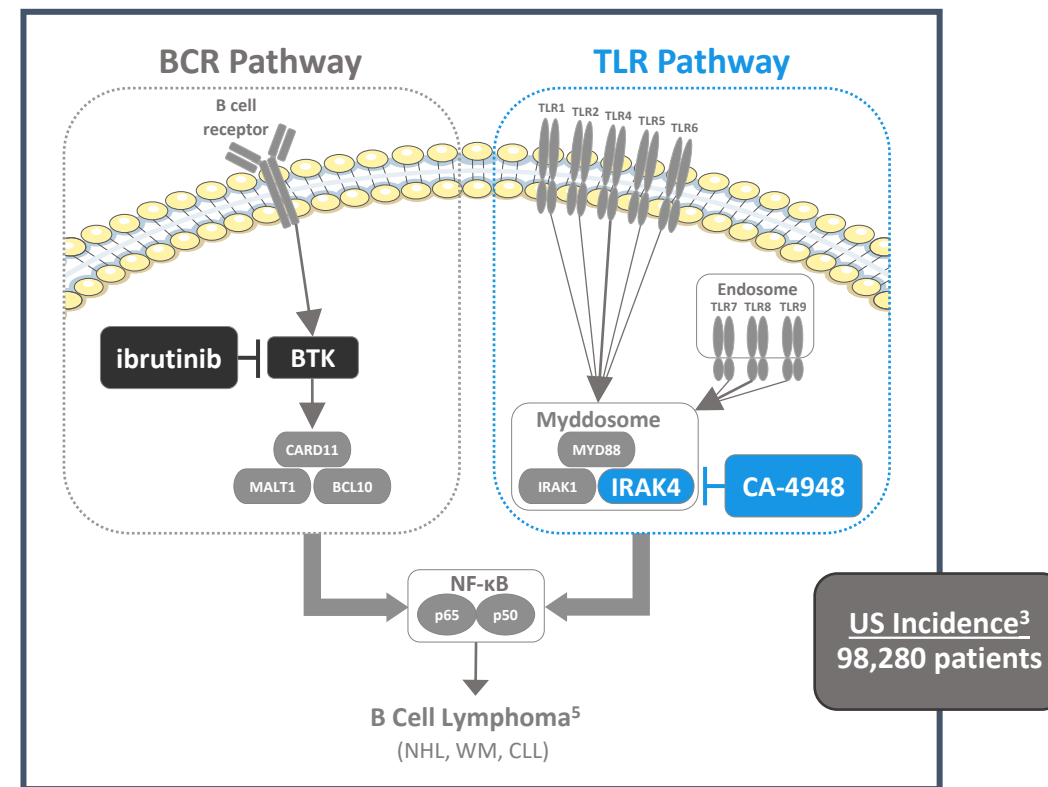 BCR Pathway
B cell
receptor
ibrutinib
BTK
CARD11
MALT1
BCL10
TLR Pathway
TLR1
TLR2
TLR4
TLR5
TLR6
Endosome
TLR7
TLR8
TLR9
Myddosome
MYD88
IRAK1
IRAK4
CA-4948
NF-κB
p65
p50
B Cell Lymphoma⁵
(NHL, WM, CLL)
US Incidence³
98,280 patients